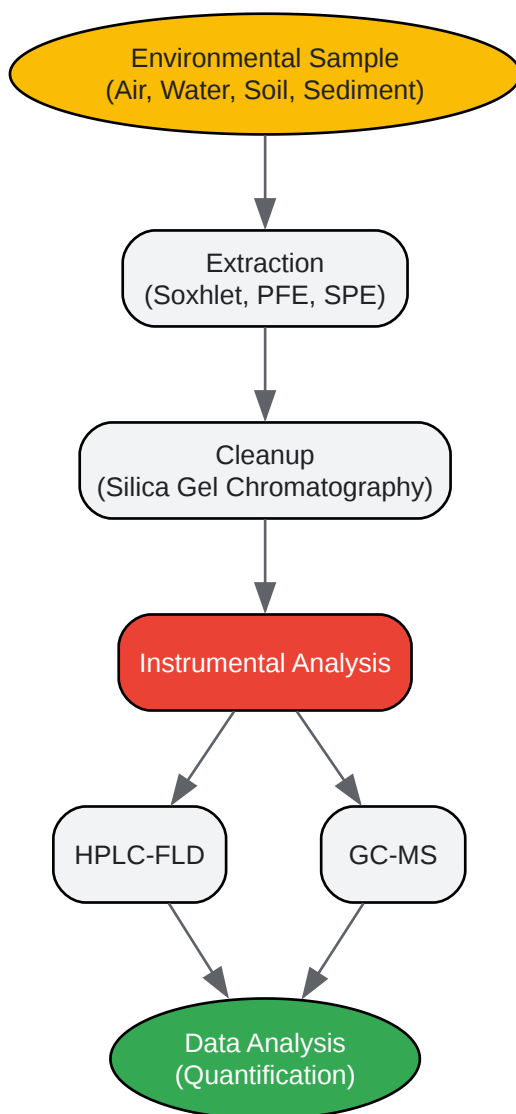 Environmental Sample
(Air, Water, Soil, Sediment)
Extraction
(Soxhlet, PFE, SPE)
Cleanup
(Silica Gel Chromatography)
Instrumental Analysis
HPLC-FLD
GC-MS
Data Analysis
(Quantification)